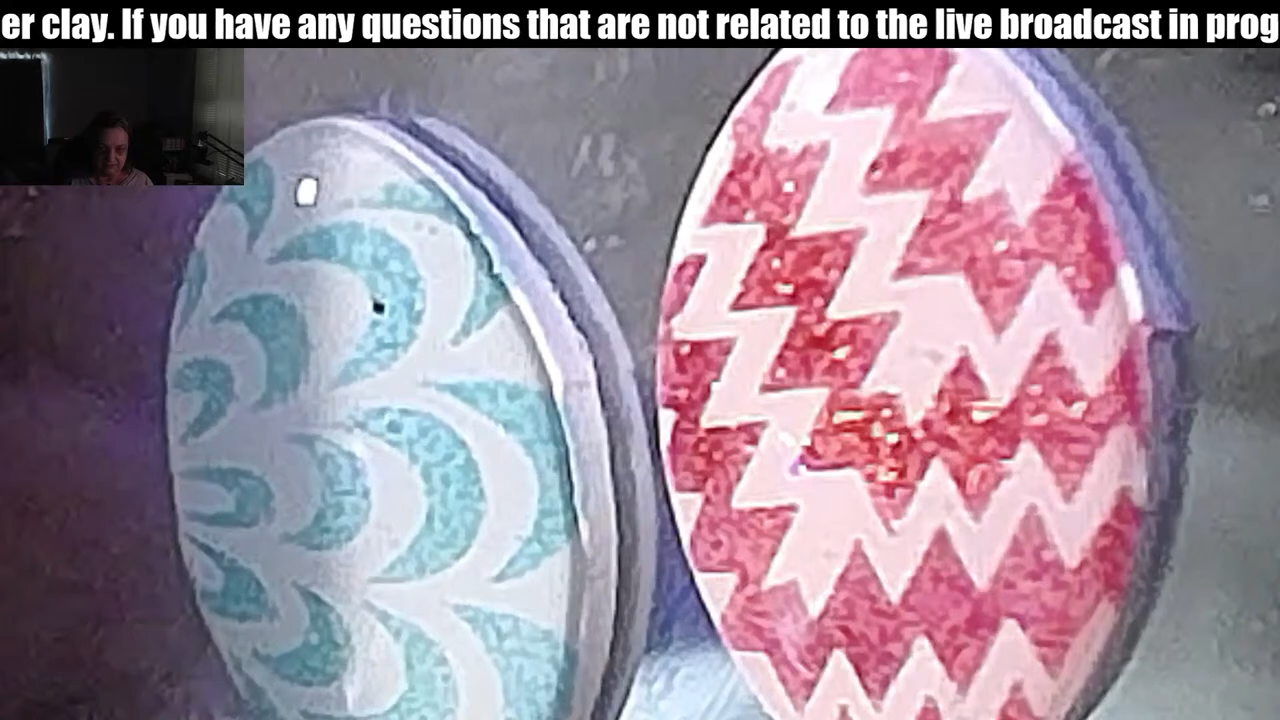 er clay. If you have any questions that are not related to the live broadcast in prog